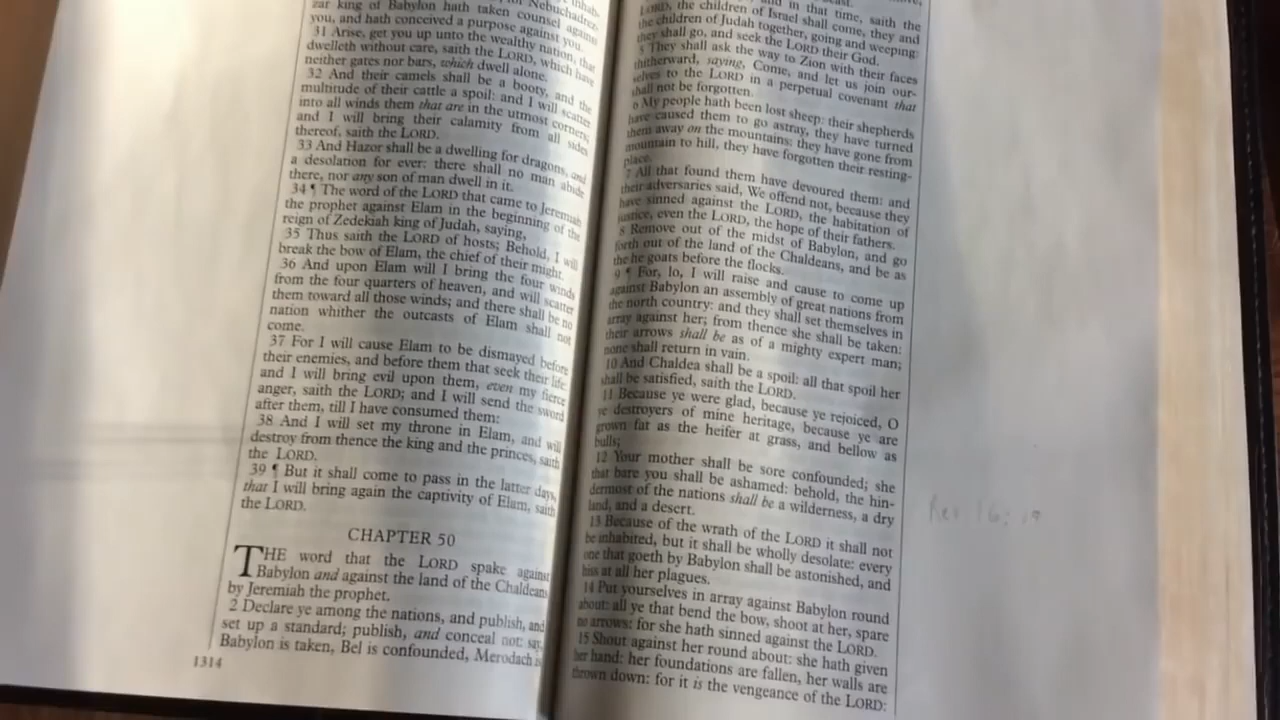 zar king of Babylon hath taken counsel against
you, and hath conceived a purpose against you.
31 Arise, get you up unto the wealthy nation, that
dwelleth without care, saith the LORD, which have
neither gates nor bars, which dwell alone.
32 And their camels shall be a booty, and the
multitude of their cattle a spoil: and I will scatter
into all winds them that are in the utmost corners;
and I will bring their calamity from all sides
thereof, saith the LORD.
33 And Hazor shall be a dwelling for dragons, and
a desolation for ever: there shall no man abide
there, nor any son of man dwell in it.
34 ¶ The word of the LORD that came to Jeremiah
the prophet against Elam in the beginning of the
reign of Zedekiah king of Judah, saying,
35 Thus saith the LORD of hosts; Behold, I will
break the bow of Elam, the chief of their might.
36 And upon Elam will I bring the four winds
from the four quarters of heaven, and will scatter
them toward all those winds; and there shall be no
nation whither the outcasts of Elam shall not
come.
37 For I will cause Elam to be dismayed before
their enemies, and before them that seek their life:
and I will bring evil upon them, even my fierce
anger, saith the LORD; and I will send the sword
after them, till I have consumed them:
38 And I will set my throne in Elam, and will
destroy from thence the king and the princes, saith
the LORD.
39 ¶ But it shall come to pass in the latter days,
that I will bring again the captivity of Elam, saith
the LORD.
CHAPTER 50
THE word that the LORD spake against
Babylon and against the land of the Chaldeans
by Jeremiah the prophet.
2 Declare ye among the nations, and publish, and
set up a standard; publish, and conceal not: say,
Babylon is taken, Bel is confounded, Merodach is
1314
and in that time, saith the
LORD, the children of Israel shall come, they and
the children of Judah together, going and weeping:
they shall go, and seek the LORD their God.
5 They shall ask the way to Zion with their faces
thitherward, saying, Come, and let us join our-
selves to the LORD in a perpetual covenant that
shall not be forgotten.
6 My people hath been lost sheep: their shepherds
have caused them to go astray, they have turned
them away on the mountains: they have gone from
mountain to hill, they have forgotten their resting-
place.
7 All that found them have devoured them: and
their adversaries said, We offend not, because they
have sinned against the LORD, the habitation of
justice, even the LORD, the hope of their fathers.
8 Remove out of the midst of Babylon, and go
forth out of the land of the Chaldeans, and be as
the he goats before the flocks.
9 ¶ For, lo, I will raise and cause to come up
against Babylon an assembly of great nations from
the north country: and they shall set themselves in
array against her; from thence she shall be taken:
their arrows shall be as of a mighty expert man;
none shall return in vain.
10 And Chaldea shall be a spoil: all that spoil her
shall be satisfied, saith the LORD.
11 Because ye were glad, because ye rejoiced, O
ye destroyers of mine heritage, because ye are
grown fat as the heifer at grass, and bellow as
bulls;
12 Your mother shall be sore confounded; she
that bare you shall be ashamed: behold, the hin-
dermost of the nations shall be a wilderness, a dry
land, and a desert.
13 Because of the wrath of the LORD it shall not
be inhabited, but it shall be wholly desolate: every
one that goeth by Babylon shall be astonished, and
hiss at all her plagues.
14 Put yourselves in array against Babylon round
about: all ye that bend the bow, shoot at her, spare
no arrows: for she hath sinned against the LORD.
15 Shout against her round about: she hath given
her hand: her foundations are fallen, her walls are
thrown down: for it is the vengeance of the LORD:
Rev 16:19